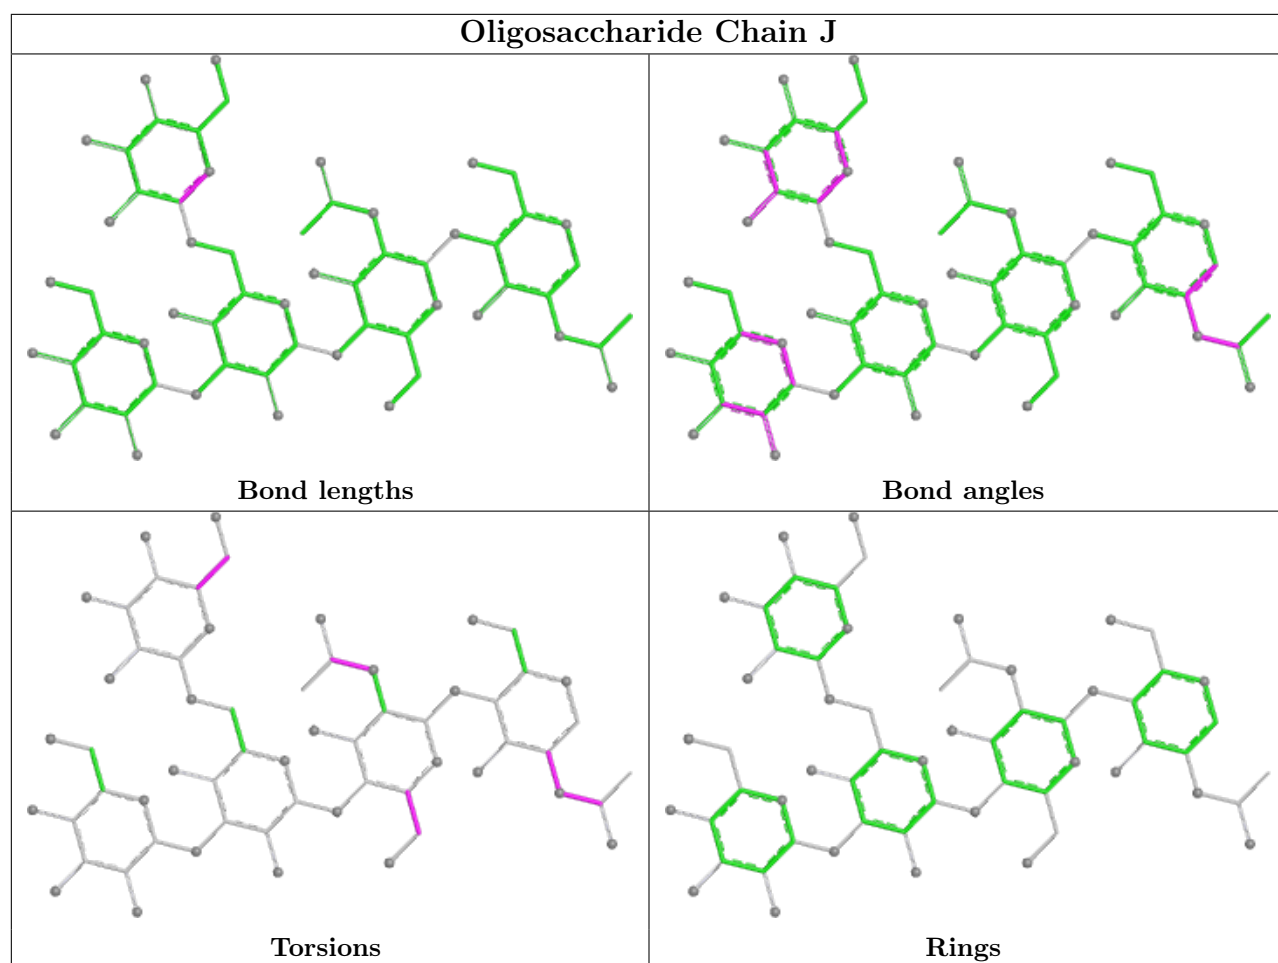 Oligosaccharide Chain J
Bond lengths
Bond angles
Torsions
Rings